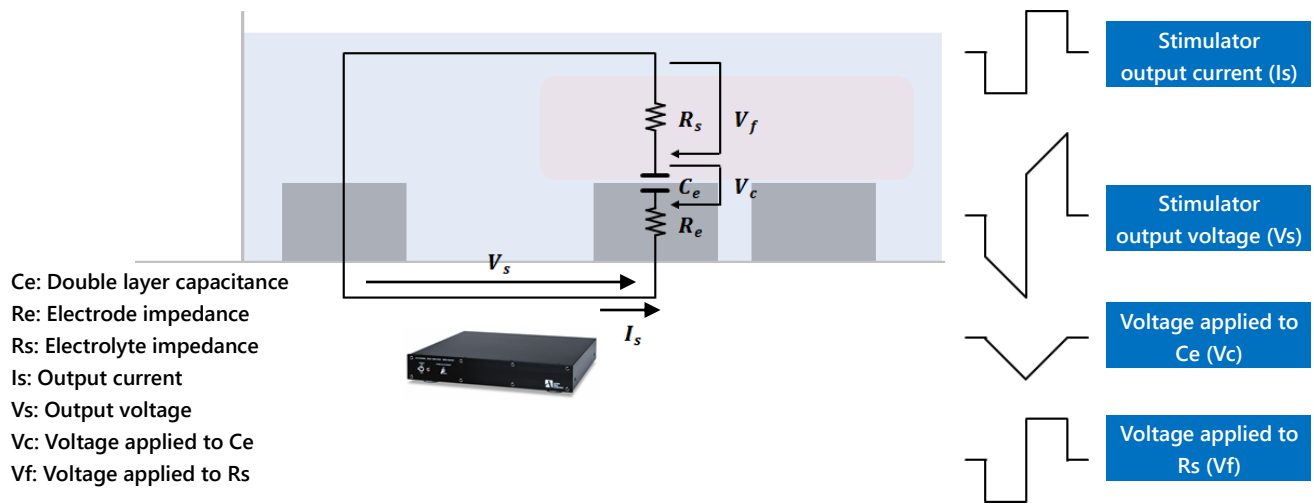 Rs
Vf
Ce
Vc
Re
Vs
Is
Ce: Double layer capacitance
Re: Electrode impedance
Rs: Electrolyte impedance
Is: Output current
Vs: Output voltage
Vc: Voltage applied to Ce
Vf: Voltage applied to Rs
Stimulator
output current (Is)
Stimulator
output voltage (Vs)
Voltage applied to
Ce (Vc)
Voltage applied to
Rs (Vf)